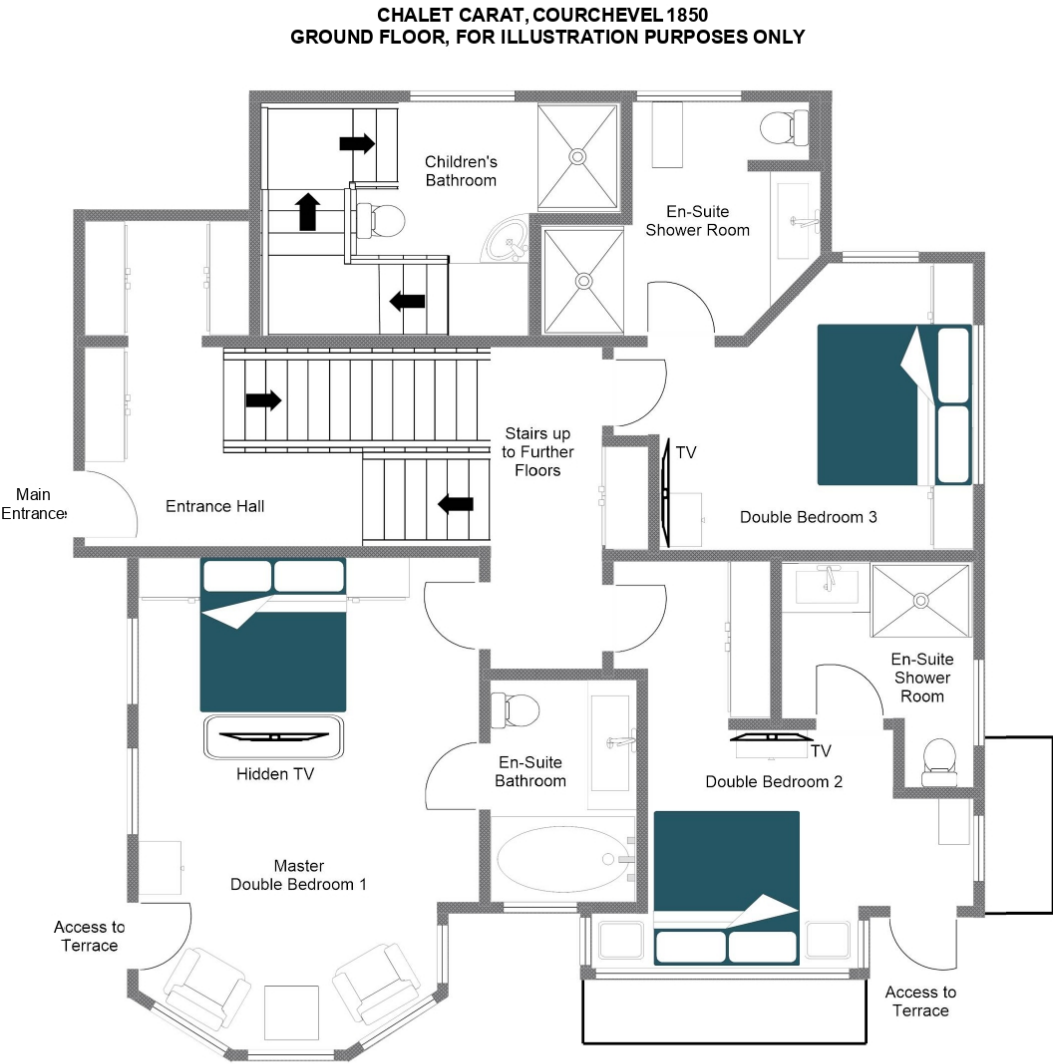 CHALET CARAT, COURCHEVEL 1850
GROUND FLOOR, FOR ILLUSTRATION PURPOSES ONLY
Children's
Bathroom
En-Suite
Shower Room
Stairs up
to Further
Floors
TV
Main
Entrance
Entrance Hall
Double Bedroom 3
En-Suite
Shower
Room
TV
En-Suite
Bathroom
Hidden TV
Double Bedroom 2
Master
Double Bedroom 1
Access to
Terrace
Access to
Terrace